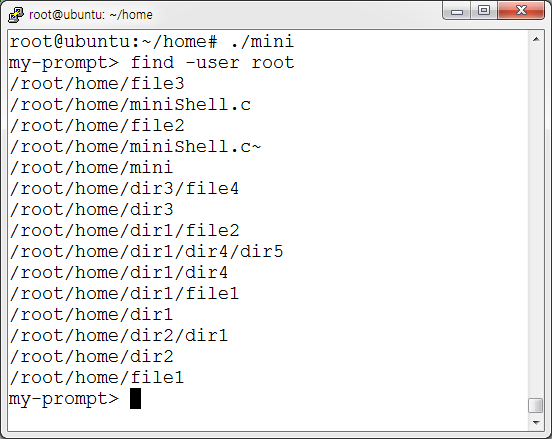 root@ubuntu: ~/home
root@ubuntu:~/home# ./mini
my-prompt> find -user root
/root/home/file3
/root/home/miniShell.c
/root/home/file2
/root/home/miniShell.c~
/root/home/mini
/root/home/dir3/file4
/root/home/dir3
/root/home/dir1/file2
/root/home/dir1/dir4/dir5
/root/home/dir1/dir4
/root/home/dir1/file1
/root/home/dir1
/root/home/dir2/dir1
/root/home/dir2
/root/home/file1
my-prompt>